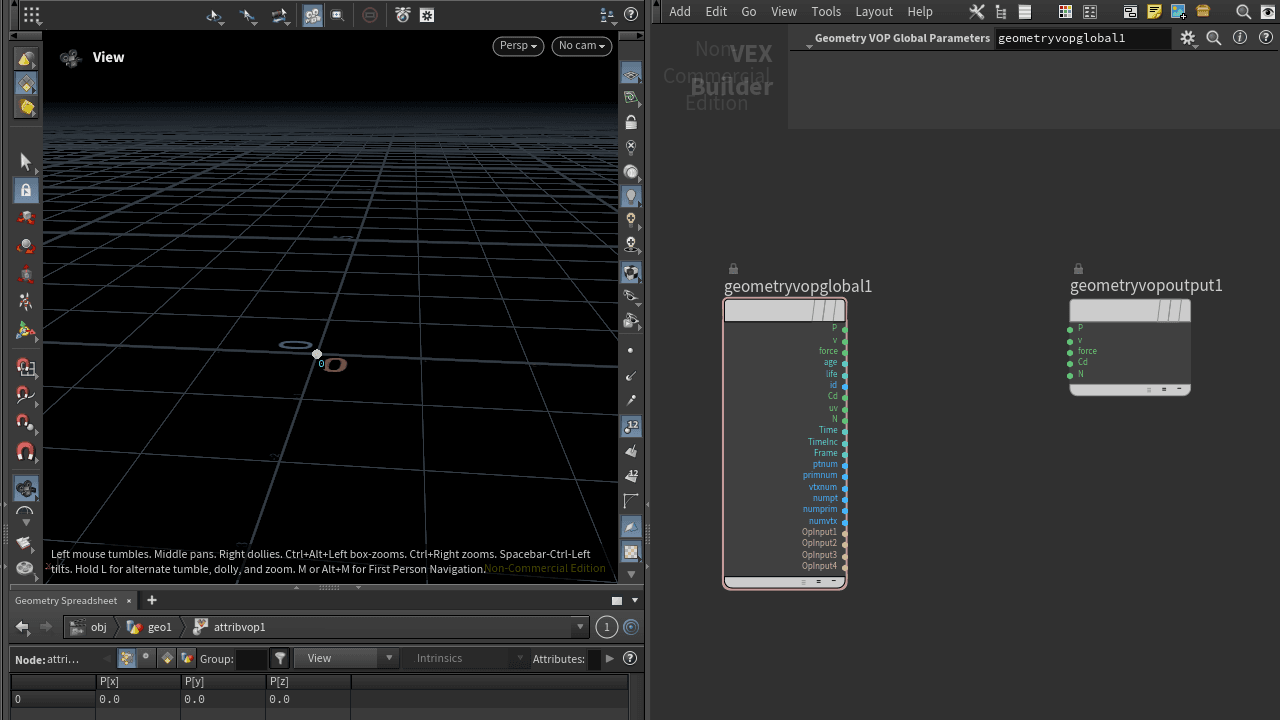 Add Edit Go View Tools Layout Help
View
Persp
No cam
Geometry VOP Global Parameters geometryvopglobal1
Non-Commercial Edition
VEX Builder
geometryvopglobal1
P
v
force
age
life
id
Cd
uv
N
Time
TimeInc
Frame
ptnum
primnum
vtxnum
numpt
numprim
numvtx
OpInput1
OpInput2
OpInput3
OpInput4
geometryvopoutput1
P
v
force
Cd
N
0
12
12
Left mouse tumbles. Middle pans. Right dollies. Ctrl+Alt+Left box-zooms. Ctrl+Right zooms. Spacebar-Ctrl-Left
tilts. Hold L for alternate tumble, dolly, and zoom. M or Alt+M for First Person Navigation.
Non-Commercial Edition
Geometry Spreadsheet × +
obj geo1 attribvop1 1
Node: attri... Group: View Intrinsics Attributes:
P[x] P[y] P[z]
0 0.0 0.0 0.0